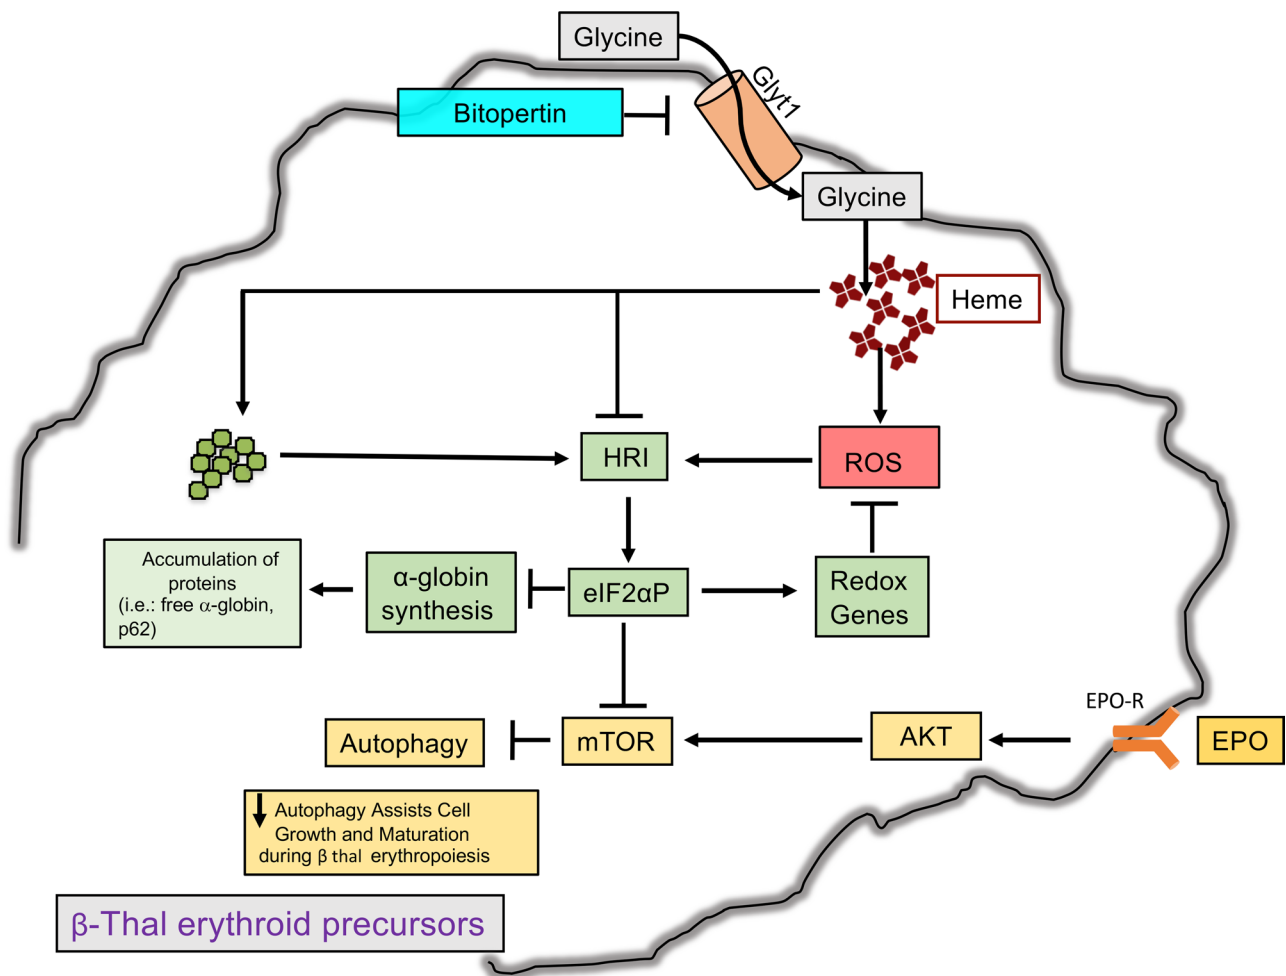 Glycine
Glyt1
Bitopertin
Glycine
Heme
HRI
ROS
Accumulation of
proteins
(i.e.: free α-globin,
p62)
α-globin
synthesis
eIF2αP
Redox
Genes
EPO-R
Autophagy
mTOR
AKT
EPO
Autophagy Assists Cell
Growth and Maturation
during β thal erythropoiesis
β-Thal erythroid precursors